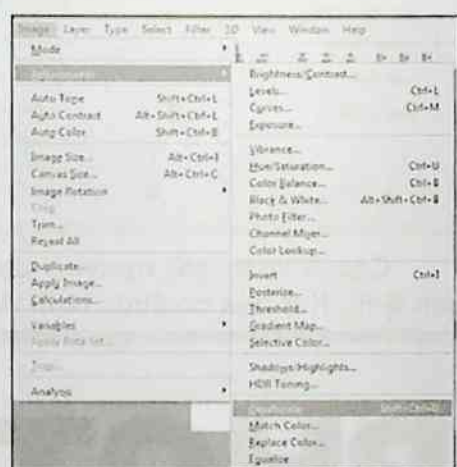 Image Layer Type Select Filter 3D View Window Help
Mode
Adjustments
Auto Tone Shift+Ctrl+L
Auto Contrast Alt+Shift+Ctrl+L
Auto Color Shift+Ctrl+B
Image Size... Alt+Ctrl+I
Canvas Size... Alt+Ctrl+C
Image Rotation
Crop
Trim...
Reveal All
Duplicate...
Apply Image...
Calculations...
Variables
Apply Data Set...
Trap...
Analysis
Brightness/Contrast...
Levels... Ctrl+L
Curves... Ctrl+M
Exposure...
Vibrance...
Hue/Saturation... Ctrl+U
Color Balance... Ctrl+B
Black & White... Alt+Shift+Ctrl+B
Photo Filter...
Channel Mixer...
Color Lookup...
Invert Ctrl+I
Posterize...
Threshold...
Gradient Map...
Selective Color...
Shadows/Highlights...
HDR Toning...
Desaturate Shift+Ctrl+U
Match Color...
Replace Color...
Equalize